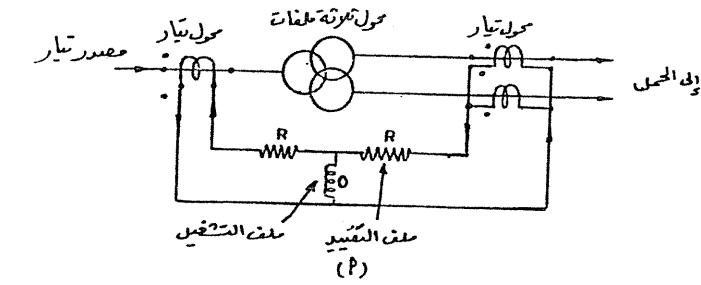 محول ثلاثة ملفات
محول تيار
محول تيار
مصدر تيار
إلى الحمل
R
R
O
ملف التشغيل
ملف التقييد
(P)